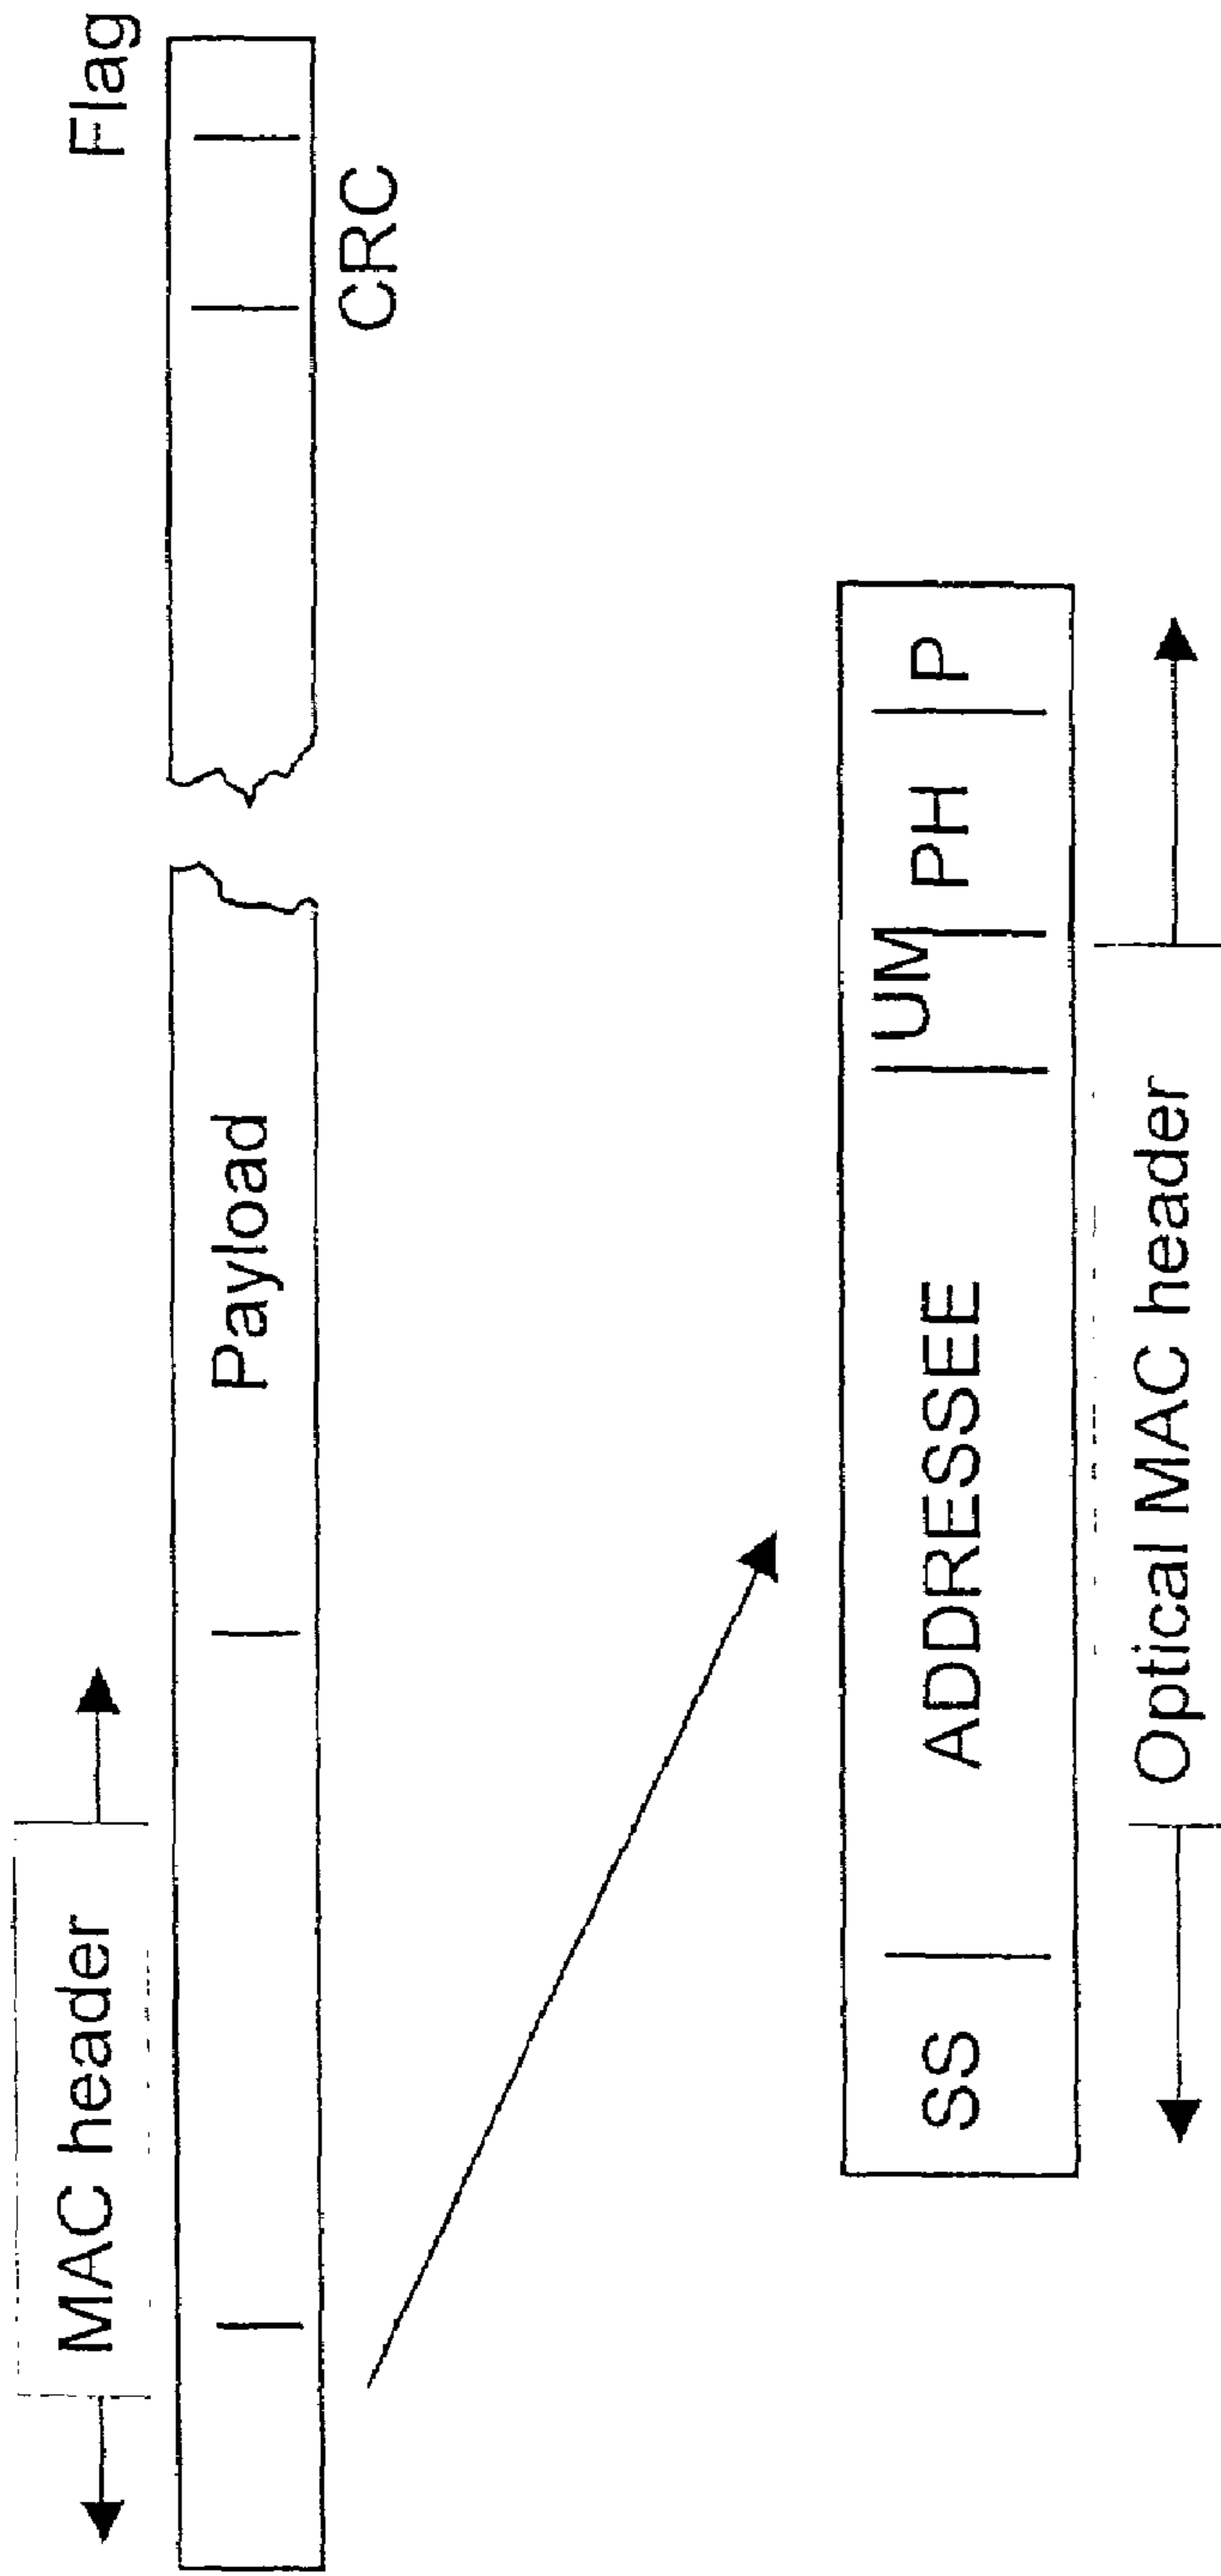 MAC header
Flag
Payload
CRC
SS
ADDRESSEE
UM
PH
P
Optical MAC header